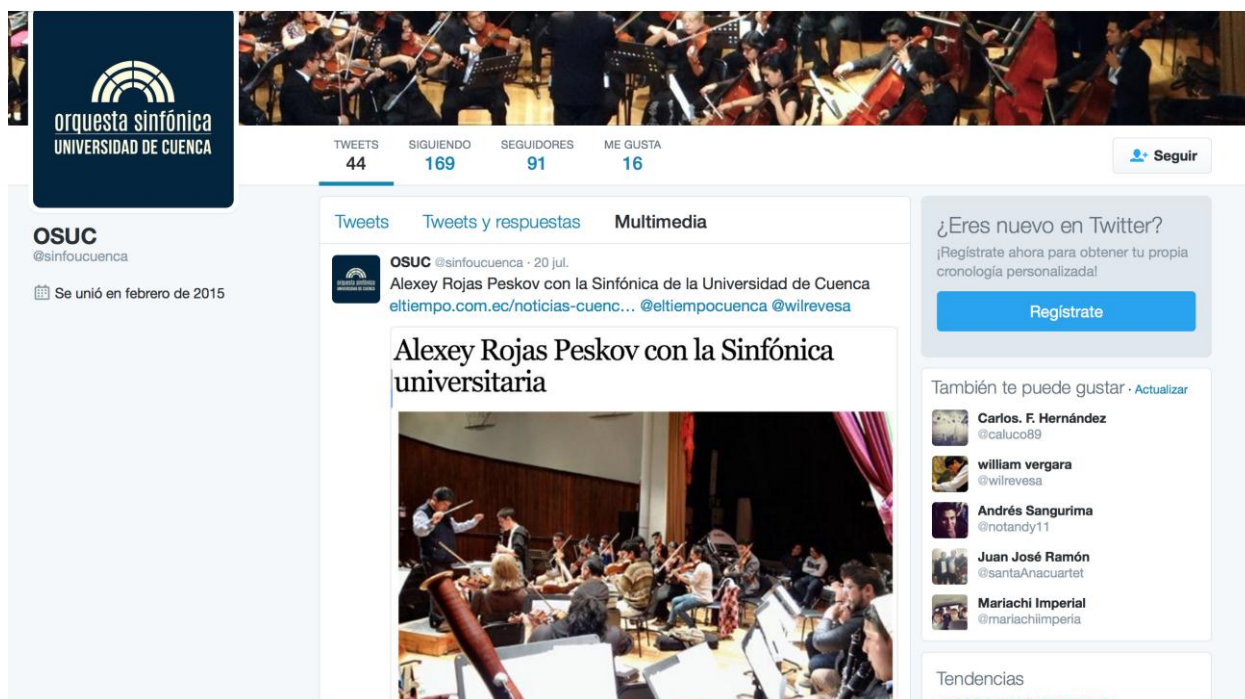 orquesta sinfónica
UNIVERSIDAD DE CUENCA
TWEETS
44
SIGUIENDO
169
SEGUIDORES
91
ME GUSTA
16
Seguir
OSUC
@sinfoucuenca
Se unió en febrero de 2015
Tweets Tweets y respuestas Multimedia
OSUC @sinfoucuenca · 20 jul.
Alexey Rojas Peskov con la Sinfónica de la Universidad de Cuenca
eltiempo.com.ec/noticias-cuenc... @eltiempocuenca @wilrevesa
Alexey Rojas Peskov con la Sinfónica
universitaria
¿Eres nuevo en Twitter?
¡Regístrate ahora para obtener tu propia
cronología personalizada!
Regístrate
También te puede gustar · Actualizar
Carlos. F. Hernández
@caluco89
william vergara
@wilrevesa
Andrés Sangurima
@notandy11
Juan José Ramón
@santaAnacuartet
Mariachi Imperial
@mariachiimperia
Tendencias